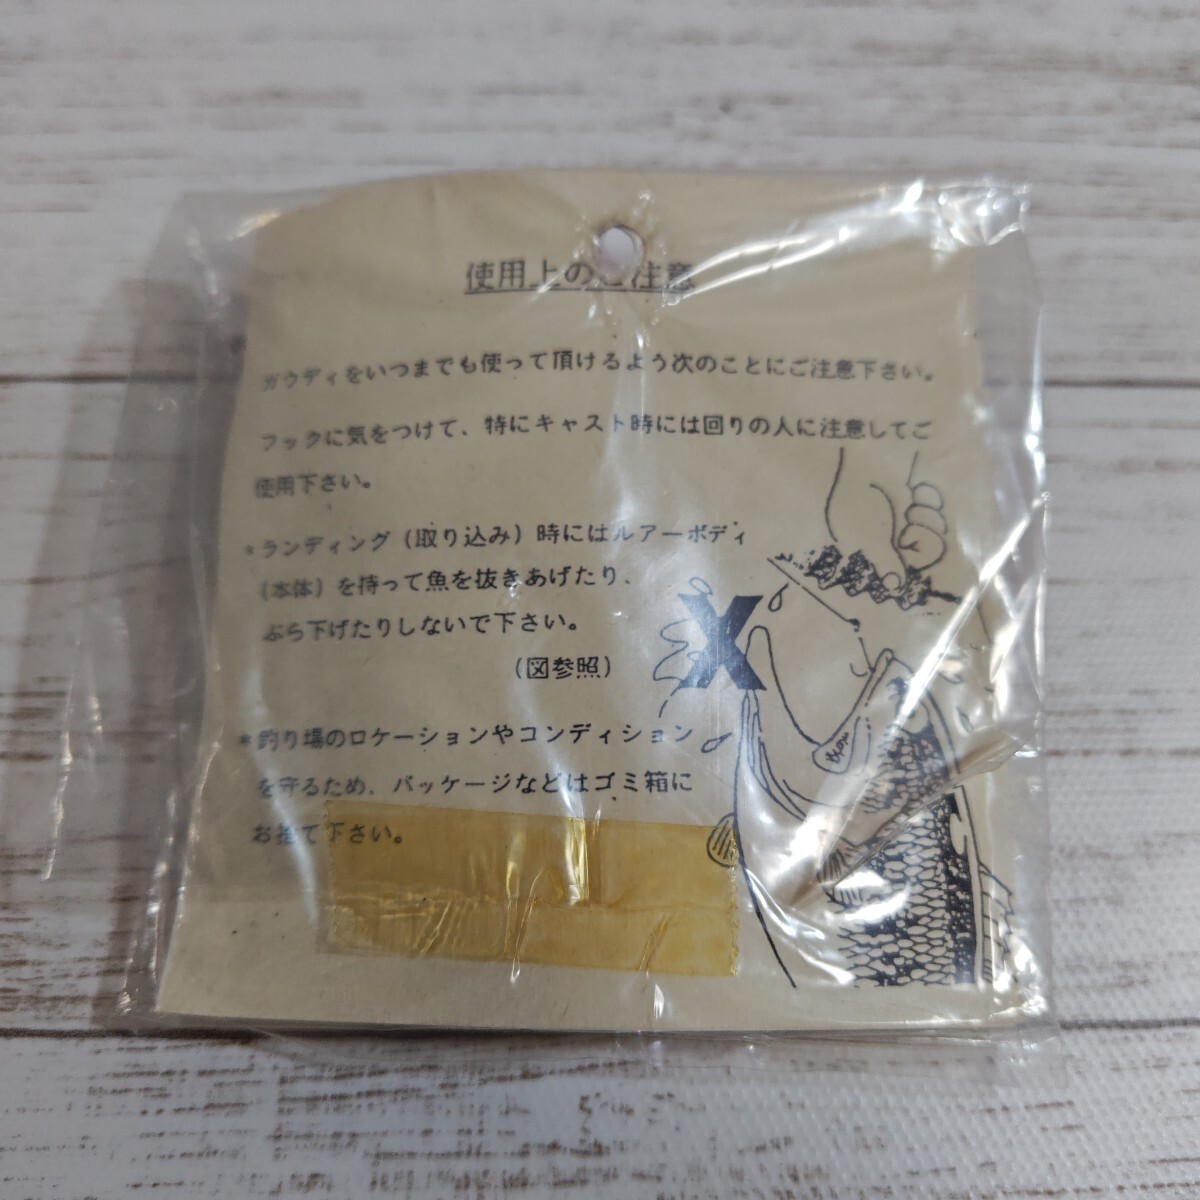 使用上のご注意
ガウディをいつまでも使って頂けるよう次のことにご注意下さい。
フックに気をつけて、特にキャスト時には回りの人に注意してご
使用下さい。
*ランディング（取り込み）時にはルアーボディ
（本体）を持って魚を抜きあげたり、
ぶら下げたりしないで下さい。
（図参照）
*釣り場のロケーションやコンディション
を守るため、パッケージなどはゴミ箱に
お捨て下さい。
X